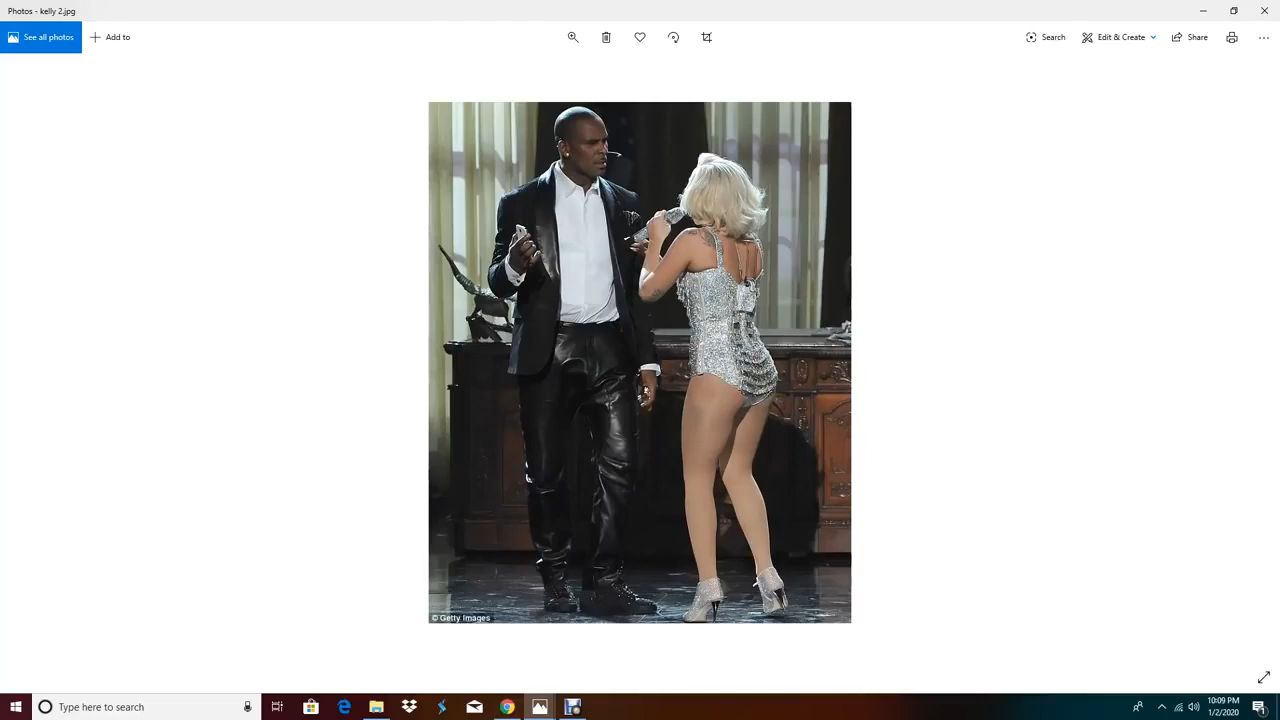 Photos - kelly 2.jpg
See all photos
Add to
Search
Edit & Create
Share
© Getty Images
Type here to search
10:09 PM
1/2/2020